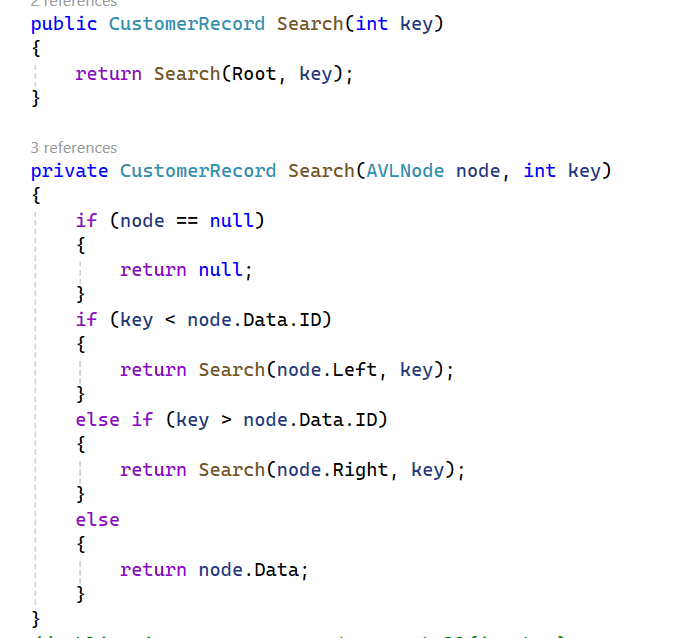 2 references
public CustomerRecord Search(int key)
{
    return Search(Root, key);
}
3 references
private CustomerRecord Search(AVLNode node, int key)
{
    if (node == null)
    {
        return null;
    }
    if (key < node.Data.ID)
    {
        return Search(node.Left, key);
    }
    else if (key > node.Data.ID)
    {
        return Search(node.Right, key);
    }
    else
    {
        return node.Data;
    }
}